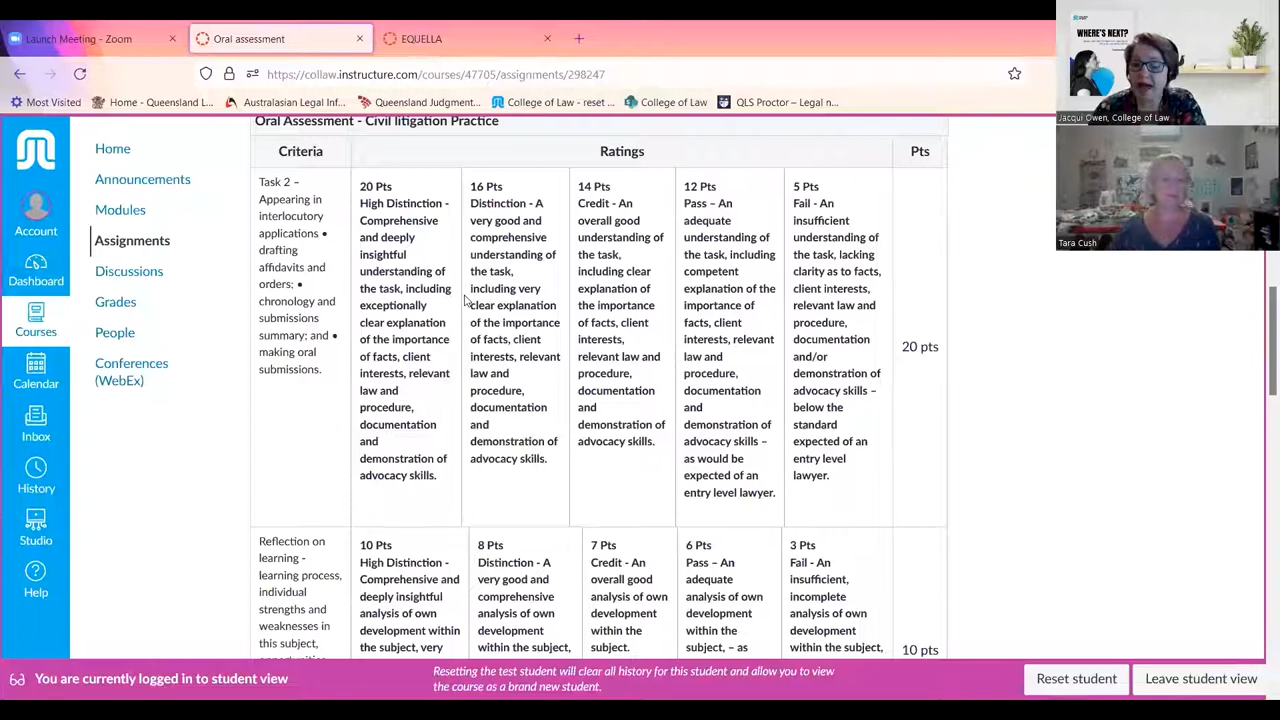 Launch Meeting - Zoom
Oral assessment
EQUELLA
https://collaw.instructure.com/courses/47705/assignments/298247
Most Visited
Home - Queensland L...
Australasian Legal Inf...
Queensland Judgment...
College of Law - reset ...
College of Law
QLS Proctor – Legal n...
WHERE'S NEXT?
Jacqui Owen, College of Law
Tara Cush
Account
Dashboard
Courses
Calendar
Inbox
History
Studio
Help
Home
Announcements
Modules
Assignments
Discussions
Grades
People
Conferences
(WebEx)
Oral Assessment - Civil litigation Practice
Criteria
Ratings
Pts
Task 2 –
Appearing in
interlocutory
applications •
drafting
affidavits and
orders; •
chronology and
submissions
summary: and •
making oral
submissions.
20 Pts
High Distinction -
Comprehensive
and deeply
insightful
understanding of
the task, including
exceptionally
clear explanation
of the importance
of facts, client
interests, relevant
law and
procedure,
documentation
and
demonstration of
advocacy skills.
16 Pts
Distinction - A
very good and
comprehensive
understanding of
the task,
including very
clear explanation
of the importance
of facts, client
interests, relevant
law and
procedure,
documentation
and
demonstration of
advocacy skills.
14 Pts
Credit - An
overall good
understanding of
the task,
including clear
explanation of
the importance
of facts, client
interests,
relevant law and
procedure,
documentation
and
demonstration of
advocacy skills.
12 Pts
Pass – An
adequate
understanding of
the task, including
competent
explanation of the
importance of
facts, client
interests, relevant
law and
procedure,
documentation
and
demonstration of
advocacy skills –
as would be
expected of an
entry level lawyer.
5 Pts
Fail - An
insufficient
understanding of
the task, lacking
clarity as to facts,
client interests,
relevant law and
procedure,
documentation
and/or
demonstration of
advocacy skills –
below the
standard
expected of an
entry level
lawyer.
20 pts
Reflection on
learning -
learning process,
individual
strengths and
weaknesses in
this subject,
10 Pts
High Distinction -
Comprehensive and
deeply insightful
analysis of own
development within
the subject, very
8 Pts
Distinction - A
very good and
comprehensive
analysis of own
development
within the subject,
7 Pts
Credit - An
overall good
analysis of own
development
within the
subject.
6 Pts
Pass – An
adequate
analysis of own
development
within the
subject, – as
3 Pts
Fail - An
insufficient,
incomplete
analysis of own
development
within the subject,
10 pts
You are currently logged in to student view
Resetting the test student will clear all history for this student and allow you to view
the course as a brand new student.
Reset student
Leave student view